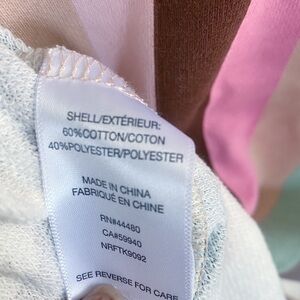 SHELL/EXTÉRIEUR:
60%COTTON/COTON
40%POLYESTER/POLYESTER
MADE IN CHINA
FABRIQUÉ EN CHINE
RN#44480
CA#59940
NRFTK9092
SEE REVERSE FOR CARE